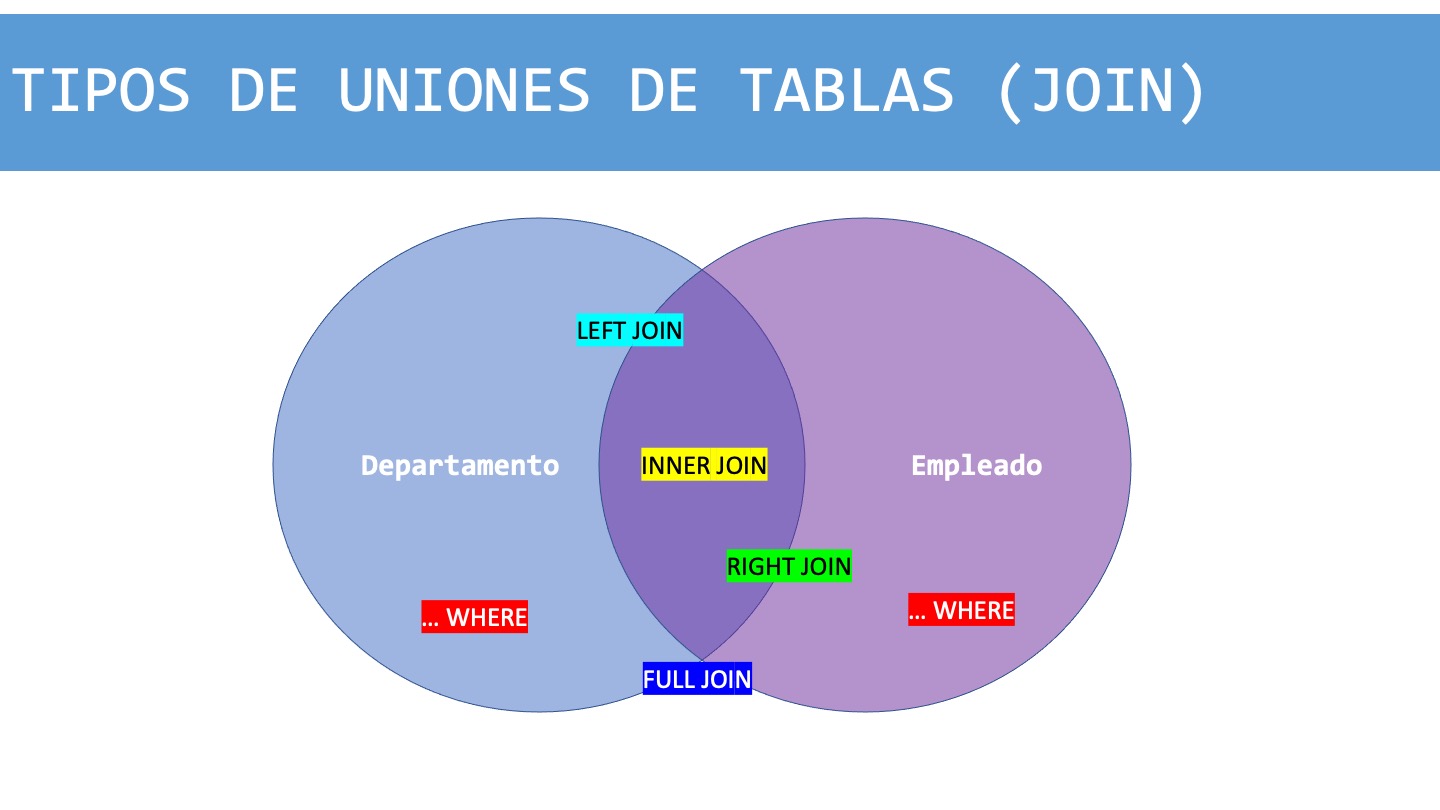 TIPOS DE UNIONES DE TABLAS (JOIN)
LEFT JOIN
Departamento
INNER JOIN
Empleado
RIGHT JOIN
... WHERE
... WHERE
FULL JOIN